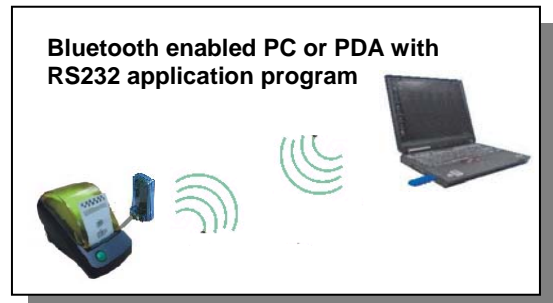 Bluetooth enabled PC or PDA with
RS232 application program